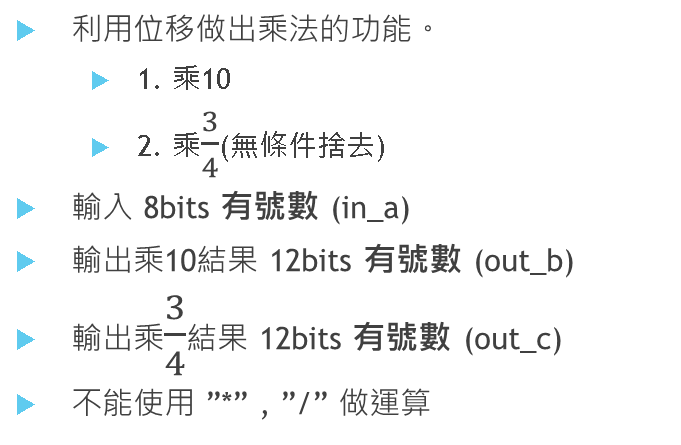 利用位移做出乘法的功能。
1. 乘10
2. 乘3/4(無條件捨去)
輸入 8bits 有號數 (in_a)
輸出乘10結果 12bits 有號數 (out_b)
輸出乘3/4結果 12bits 有號數 (out_c)
不能使用 ”*” , ”/” 做運算